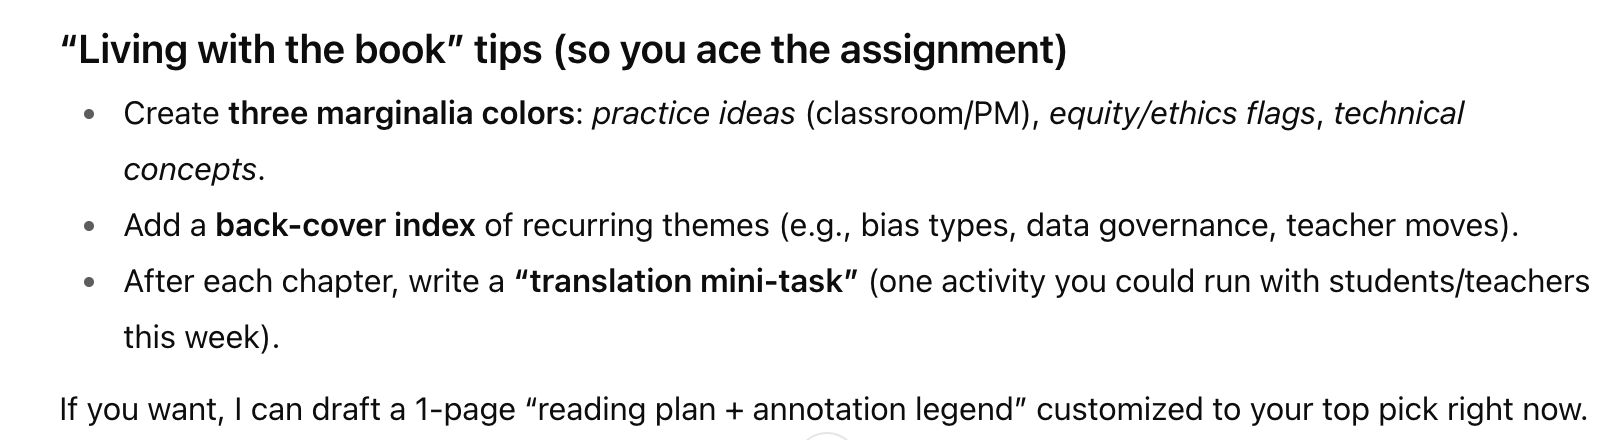 “Living with the book” tips (so you ace the assignment)
• Create three marginalia colors: practice ideas (classroom/PM), equity/ethics flags, technical
concepts.
• Add a back-cover index of recurring themes (e.g., bias types, data governance, teacher moves).
• After each chapter, write a “translation mini-task” (one activity you could run with students/teachers
this week).
If you want, I can draft a 1-page “reading plan + annotation legend” customized to your top pick right now.